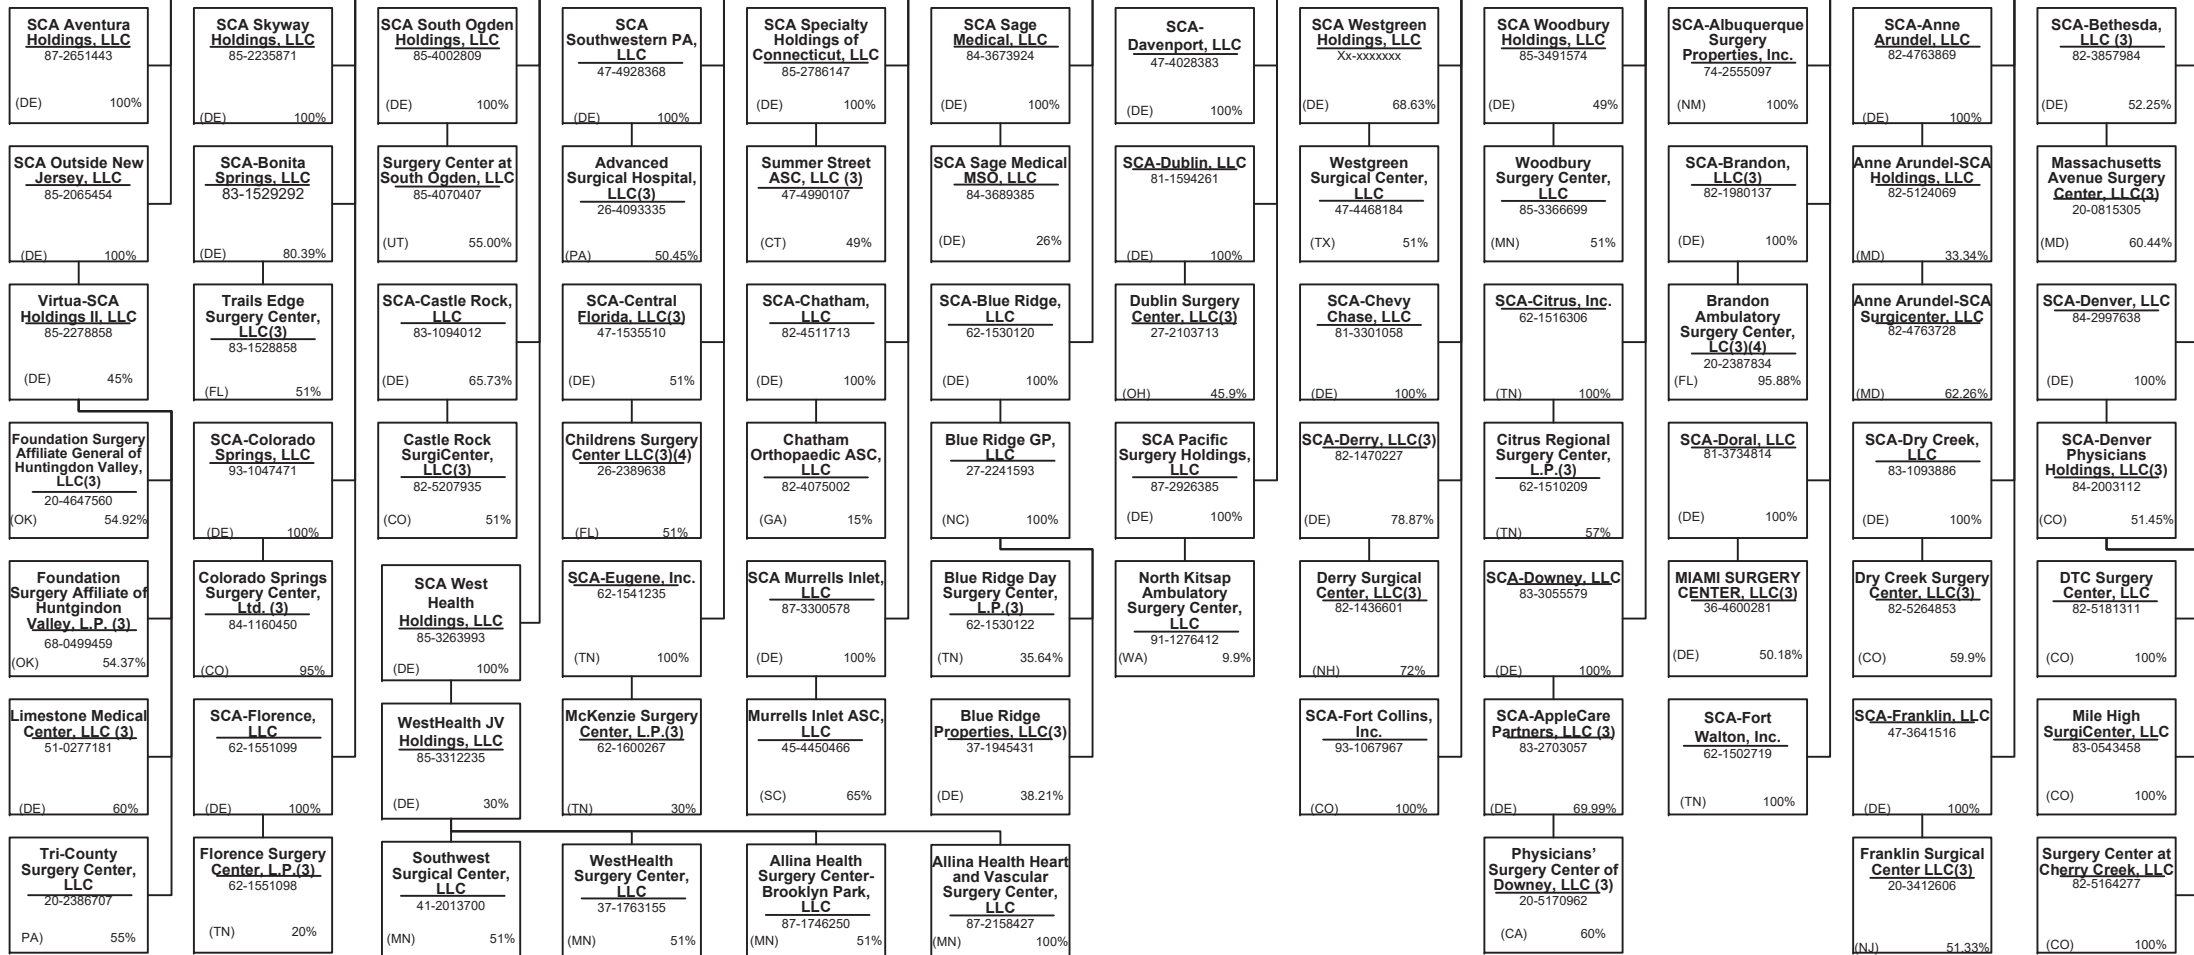 SCA Aventura
Holdings, LLC
87-2651443
(DE) 100%
SCA Skyway
Holdings, LLC
85-2235871
(DE) 100%
SCA South Ogden
Holdings, LLC
85-4002809
(DE) 100%
SCA
Southwestern PA,
LLC
47-4928368
(DE) 100%
SCA Specialty
Holdings of
Connecticut, LLC
85-2786147
(DE) 100%
SCA Sage
Medical, LLC
84-3673924
(DE) 100%
SCA-
Davenport, LLC
47-4028383
(DE) 100%
SCA Westgreen
Holdings, LLC
Xx-xxxxxxx
(DE) 68.63%
SCA Woodbury
Holdings, LLC
85-3491574
(DE) 49%
SCA-Albuquerque
Surgery
Properties, Inc.
74-2555097
(NM) 100%
SCA-Anne
Arundel, LLC
82-4763869
(DE) 100%
SCA-Bethesda,
LLC (3)
82-3857984
(DE) 52.25%
SCA Outside New
Jersey, LLC
85-2065454
(DE) 100%
SCA-Bonita
Springs, LLC
83-1529292
(DE) 80.39%
Surgery Center at
South Ogden, LLC
85-4070407
(UT) 55.00%
Advanced
Surgical Hospital,
LLC(3)
26-4093335
(PA) 50.45%
Summer Street
ASC, LLC (3)
47-4990107
(CT) 49%
SCA Sage Medical
MSO, LLC
84-3689385
(DE) 26%
SCA-Dublin, LLC
81-1594261
(DE) 100%
Westgreen
Surgical Center,
LLC
47-4468184
(TX) 51%
Woodbury
Surgery Center,
LLC
85-3366699
(MN) 51%
SCA-Brandon,
LLC(3)
82-1980137
(DE) 100%
Anne Arundel-SCA
Holdings, LLC
82-5124069
(MD) 33.34%
Massachusetts
Avenue Surgery
Center, LLC(3)
20-0815305
(MD) 60.44%
Virtua-SCA
Holdings II, LLC
85-2278858
(DE) 45%
Trails Edge
Surgery Center,
LLC(3)
83-1528858
(FL) 51%
SCA-Castle Rock,
LLC
83-1094012
(DE) 65.73%
SCA-Central
Florida, LLC(3)
47-1535510
(DE) 51%
SCA-Chatham,
LLC
82-4511713
(DE) 100%
SCA-Blue Ridge,
LLC
62-1530120
(DE) 100%
Dublin Surgery
Center, LLC(3)
27-2103713
(OH) 45.9%
SCA-Chevy
Chase, LLC
81-3301058
(DE) 100%
SCA-Citrus, Inc.
62-1516306
(TN) 100%
Brandon
Ambulatory
Surgery Center,
LC(3)(4)
20-2387834
(FL) 95.88%
Anne Arundel-SCA
Surgicenter, LLC
82-4763728
(MD) 62.26%
SCA-Denver, LLC
84-2997638
(DE) 100%
Foundation Surgery
Affiliate General of
Huntingdon Valley,
LLC(3)
20-4647560
(OK) 54.92%
SCA-Colorado
Springs, LLC
93-1047471
(DE) 100%
Castle Rock
SurgiCenter,
LLC(3)
82-5207935
(CO) 51%
Childrens Surgery
Center LLC(3)(4)
26-2389638
(FL) 51%
Chatham
Orthopaedic ASC,
LLC
82-4075002
(GA) 15%
Blue Ridge GP,
LLC
27-2241593
(NC) 100%
SCA Pacific
Surgery Holdings,
LLC
87-2926385
(DE) 100%
SCA-Derry, LLC(3)
82-1470227
(DE) 78.87%
Citrus Regional
Surgery Center,
L.P.(3)
62-1510209
(TN) 57%
SCA-Doral, LLC
81-3734814
(DE) 100%
SCA-Dry Creek,
LLC
83-1093886
(DE) 100%
SCA-Denver
Physicians
Holdings, LLC(3)
84-2003112
(CO) 51.45%
Foundation
Surgery Affiliate of
Huntgindon
Valley, L.P. (3)
68-0499459
(OK) 54.37%
Colorado Springs
Surgery Center,
Ltd. (3)
84-1160450
(CO) 95%
SCA West
Health
Holdings, LLC
85-3263993
(DE) 100%
SCA-Eugene, Inc.
62-1541235
(TN) 100%
SCA Murrells Inlet,
LLC
87-3300578
(DE) 100%
Blue Ridge Day
Surgery Center,
L.P.(3)
62-1530122
(TN) 35.64%
North Kitsap
Ambulatory
Surgery Center,
LLC
91-1276412
(WA) 9.9%
Derry Surgical
Center, LLC(3)
82-1436601
(NH) 72%
SCA-Downey, LLC
83-3055579
(DE) 100%
MIAMI SURGERY
CENTER, LLC(3)
36-4600281
(DE) 50.18%
Dry Creek Surgery
Center, LLC(3)
82-5264853
(CO) 59.9%
DTC Surgery
Center, LLC
82-5181311
(CO) 100%
Limestone Medical
Center, LLC (3)
51-0277181
(DE) 60%
SCA-Florence,
LLC
62-1551099
(DE) 100%
WestHealth JV
Holdings, LLC
85-3312235
(DE) 30%
McKenzie Surgery
Center, L.P.(3)
62-1600267
(TN) 30%
Murrells Inlet ASC,
LLC
45-4450466
(SC) 65%
Blue Ridge
Properties, LLC(3)
37-1945431
(DE) 38.21%
SCA-Fort Collins,
Inc.
93-1067967
(CO) 100%
SCA-AppleCare
Partners, LLC (3)
83-2703057
(DE) 69.99%
SCA-Fort
Walton, Inc.
62-1502719
(TN) 100%
SCA-Franklin, LLC
47-3641516
(DE) 100%
Mile High
SurgiCenter, LLC
83-0543458
(CO) 100%
Tri-County
Surgery Center,
LLC
20-2386707
PA) 55%
Florence Surgery
Center, L.P.(3)
62-1551098
(TN) 20%
Southwest
Surgical Center,
LLC
41-2013700
(MN) 51%
WestHealth
Surgery Center,
LLC
37-1763155
(MN) 51%
Allina Health
Surgery Center-
Brooklyn Park,
LLC
87-1746250
(MN) 51%
Allina Health Heart
and Vascular
Surgery Center,
LLC
87-2158427
(MN) 100%
Physicians’
Surgery Center of
Downey, LLC (3)
20-5170962
(CA) 60%
Franklin Surgical
Center LLC(3)
20-3412606
(NJ) 51.33%
Surgery Center at
Cherry Creek, LLC
82-5164277
(CO) 100%